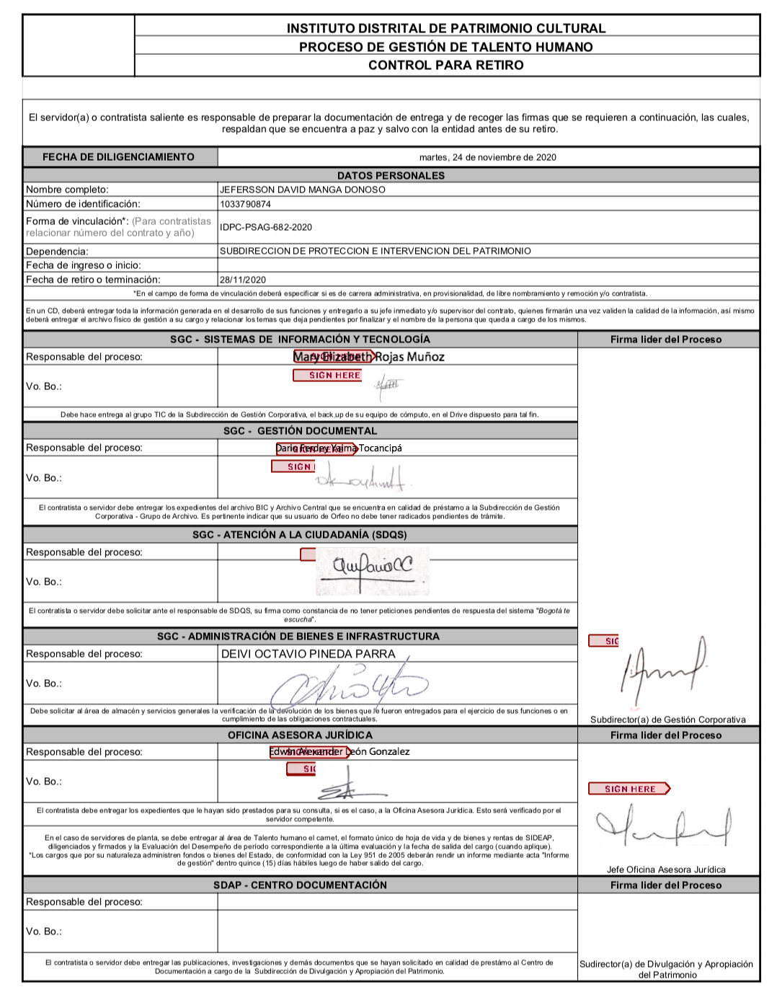 INSTITUTO DISTRITAL DE PATRIMONIO CULTURAL
PROCESO DE GESTIÓN DE TALENTO HUMANO
CONTROL PARA RETIRO
El servidor(a) o contratista saliente es responsable de preparar la documentación de entrega y de recoger las firmas que se requieren a continuación, las cuales,
respaldan que se encuentra a paz y salvo con la entidad antes de su retiro.
FECHA DE DILIGENCIAMIENTO martes, 24 de noviembre de 2020
DATOS PERSONALES
Nombre completo: JEFERSSON DAVID MANGA DONOSO
Número de identificación: 1033790874
Forma de vinculación*: (Para contratistas
relacionar número del contrato y año) IDPC-PSAG-682-2020
Dependencia: SUBDIRECCION DE PROTECCION E INTERVENCION DEL PATRIMONIO
Fecha de ingreso o inicio:
Fecha de retiro o terminación: 28/11/2020
*En el campo de forma de vinculación deberá especificar si es de carrera administrativa, en provisionalidad, de libre nombramiento y remoción y/o contratista.
En un CD, deberá entregar toda la información generada en el desarrollo de sus funciones y entregarlo a su jefe inmediato y/o supervisor del contrato, quienes firmarán una vez validen la calidad de la información, así mismo
deberá entregar el archivo fisico de gestión a su cargo y relacionar los temas que deja pendientes por finalizar y el nombre de la persona que queda a cargo de los mismos.
SGC - SISTEMAS DE INFORMACIÓN Y TECNOLOGÍA Firma lider del Proceso
Responsable del proceso: Mary Elizabeth Rojas Muñoz
SIGN HERE
Vo. Bo.:
Debe hace entrega al grupo TIC de la Subdirección de Gestión Corporativa, el back up de su equipo de cómputo, en el Drive dispuesto para tal fin.
SGC - GESTIÓN DOCUMENTAL
Responsable del proceso: Dario Ferdey Yaima Tocancipá
SIGN
Vo. Bo.:
El contratista o servidor debe entregar los expedientes del archivo BIC y Archivo Central que se encuentra en calidad de préstamo a la Subdirección de Gestión
Corporativa - Grupo de Archivo. Es pertinente indicar que su usuario de Orfeo no debe tener radicados pendientes de trámite.
SGC - ATENCIÓN A LA CIUDADANÍA (SDQS)
Responsable del proceso:
Vo. Bo.:
El contratista o servidor debe solicitar ante el responsable de SDQS, su firma como constancia de no tener peticiones pendientes de respuesta del sistema "Bogotá te
escucha".
SGC - ADMINISTRACIÓN DE BIENES E INFRASTRUCTURA
SIG
Responsable del proceso: DEIVI OCTAVIO PINEDA PARRA
Vo. Bo.:
Debe solicitar al área de almacén y servicios generales la verificación de la devolución de los bienes que le fueron entregados para el ejercicio de sus funciones o en
cumplimiento de las obligaciones contractuales.
Subdirector(a) de Gestión Corporativa
OFICINA ASESORA JURÍDICA Firma lider del Proceso
Responsable del proceso: Edwin Alexander León Gonzalez
SIG
Vo. Bo.:
SIGN HERE
El contratista debe entregar los expedientes que le hayan sido prestados para su consulta, si es el caso, a la Oficina Asesora Jurídica. Esto será verificado por el
servidor competente.
En el caso de servidores de planta, se debe entregar al área de Talento humano el carnet, el formato único de hoja de vida y de bienes y rentas de SIDEAP,
diligenciados y firmados y la Evaluación del Desempeño de período correspondiente a la última evaluación y la fecha de salida del cargo (cuando aplique).
*Los cargos que por su naturaleza administren fondos o bienes del Estado, de conformidad con la Ley 951 de 2005 deberán rendir un informe mediante acta "Informe
de gestión" dentro quince (15) días hábiles luego de haber salido del cargo.
Jefe Oficina Asesora Jurídica
SDAP - CENTRO DOCUMENTACIÓN Firma lider del Proceso
Responsable del proceso:
Vo. Bo.:
El contratista o servidor debe entregar las publicaciones, investigaciones y demás documentos que se hayan solicitado en calidad de prestámo al Centro de
Documentación a cargo de la Subdirección de Divulgación y Apropiación del Patrimonio.
Sudirector(a) de Divulgación y Apropiación
del Patrimonio